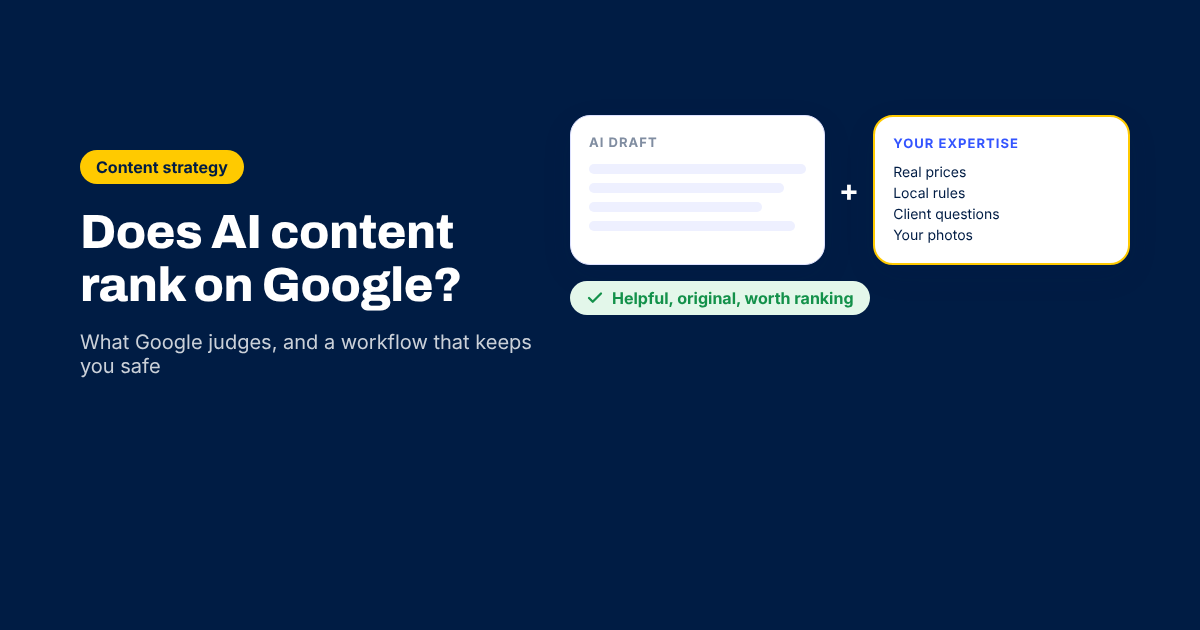 Content strategy
Does AI content
rank on Google?
What Google judges, and a workflow that keeps
you safe
AI DRAFT
+
YOUR EXPERTISE
Real prices
Local rules
Client questions
Your photos
Helpful, original, worth ranking